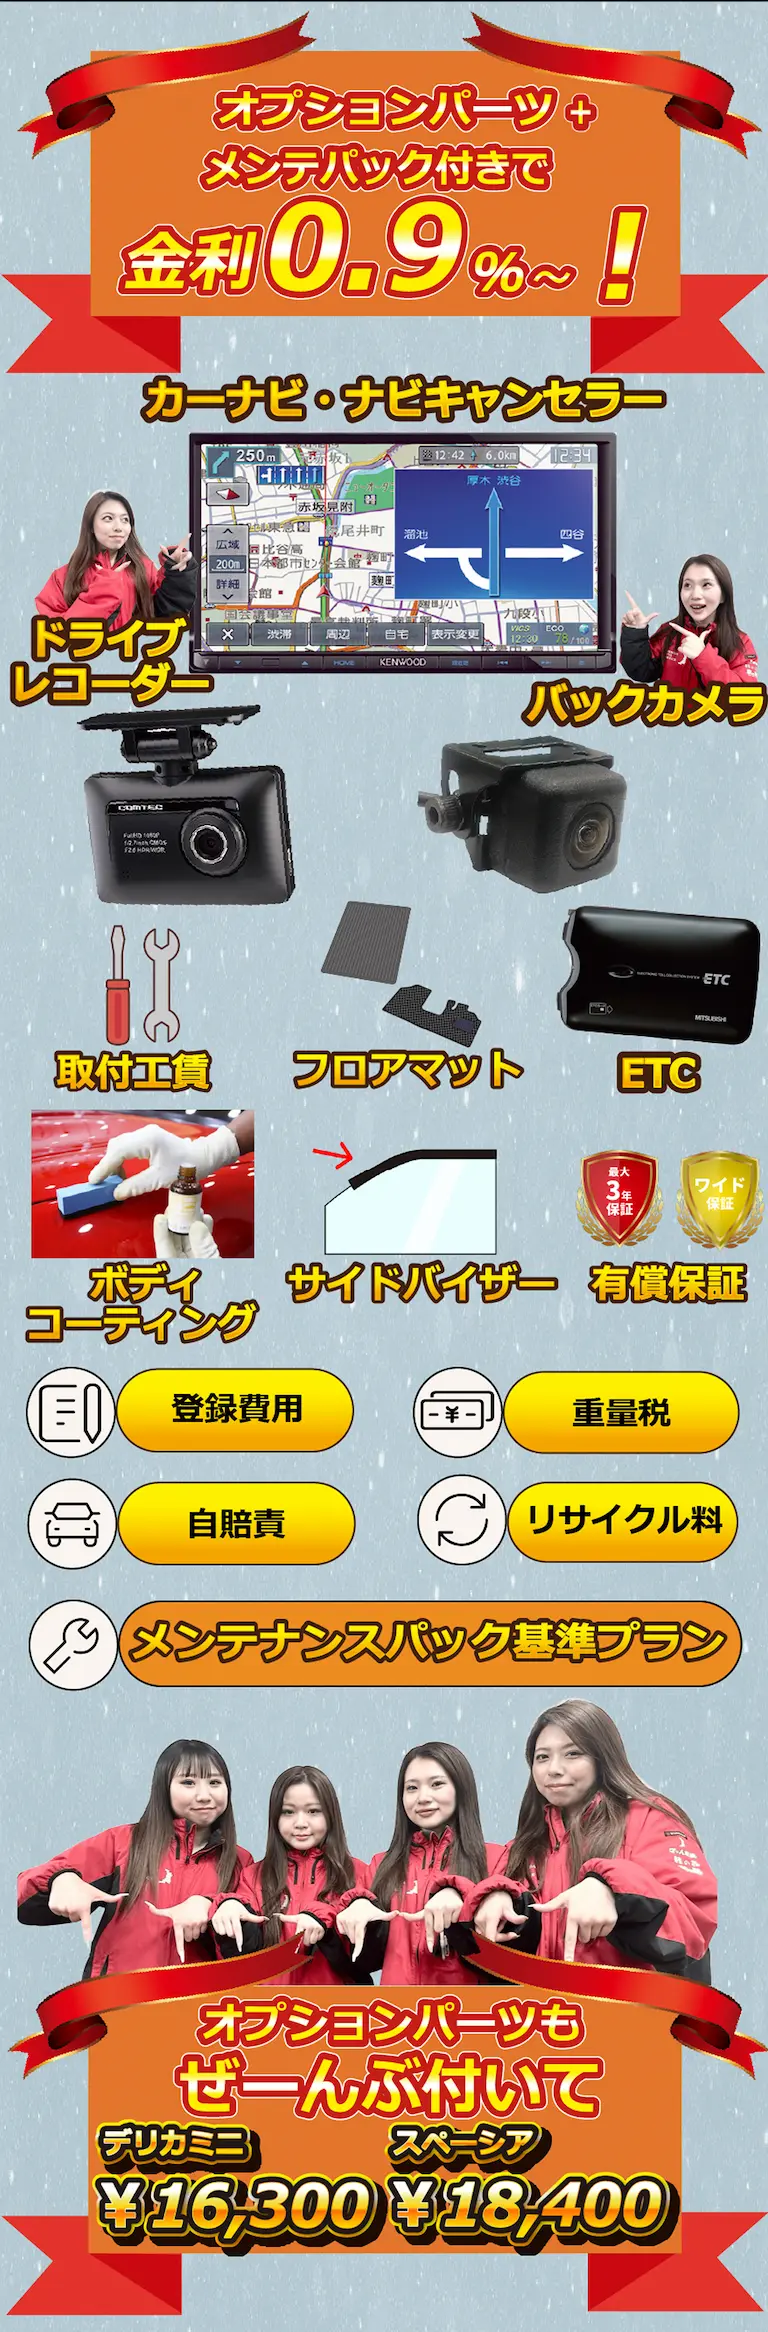 オプションパーツ +
メンテパック付きで
金利0.9%~!
カーナビ・ナビキャンセラー
250m
12:42 6.0km
12:34
厚木 渋谷
赤坂見附
溜池
四谷
広域
200m
詳細
渋滞
周辺
自宅
表示変更
VICS
12:30
ECO
78/100
HOME
KENWOOD
ドライブ
レコーダー
バックカメラ
COMTEC
ETC
MITSUBISHI
取付工賃
フロアマット
ETC
最大
3年
保証
ワイド
保証
ボディ
コーティング
サイドバイザー
有償保証
登録費用
重量税
自賠責
リサイクル料
メンテナンスパック基準プラン
オプションパーツも
ぜーんぶ付いて
デリカミニ
¥16,300
スペーシア
¥18,400